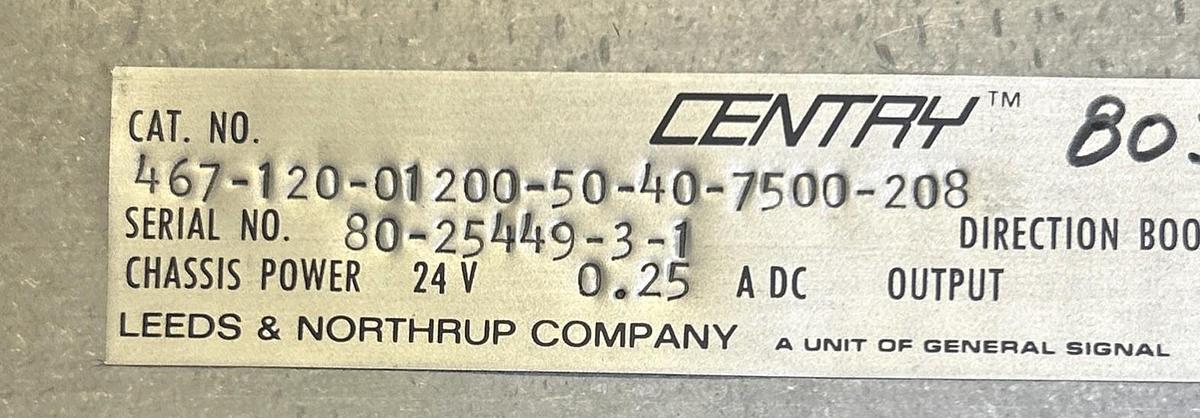 CENTRY™
CAT. NO.
467-120-01200-50-40-7500-208
SERIAL NO. 80-25449-3-1 DIRECTION
CHASSIS POWER 24 V 0.25 A DC OUTPUT
LEEDS & NORTHRUP COMPANY A UNIT OF GENERAL SIGNAL